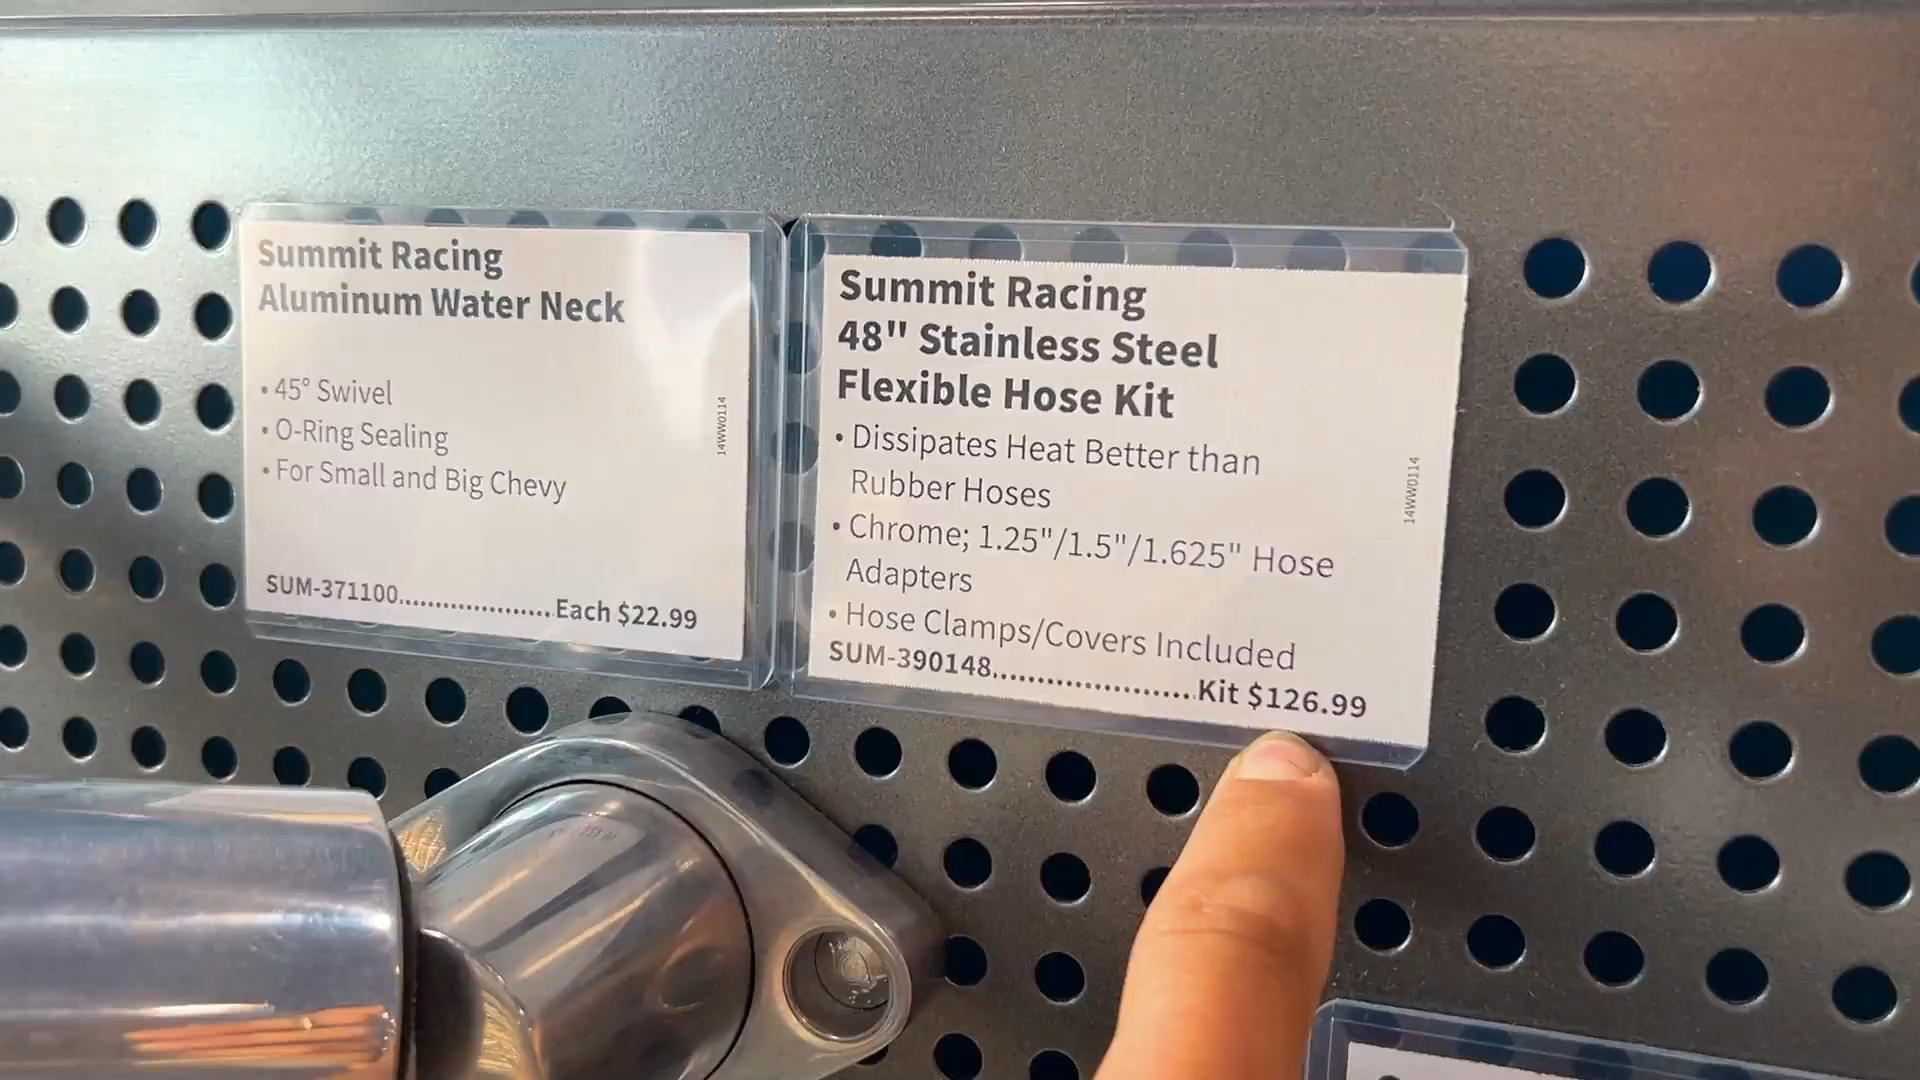 Summit Racing
Aluminum Water Neck
• 45° Swivel
• O-Ring Sealing
• For Small and Big Chevy
14WW0114
SUM-371100.....................Each $22.99
Summit Racing
48" Stainless Steel
Flexible Hose Kit
• Dissipates Heat Better than
Rubber Hoses
• Chrome; 1.25"/1.5"/1.625" Hose
Adapters
• Hose Clamps/Covers Included
14WW0114
SUM-390148......................Kit $126.99